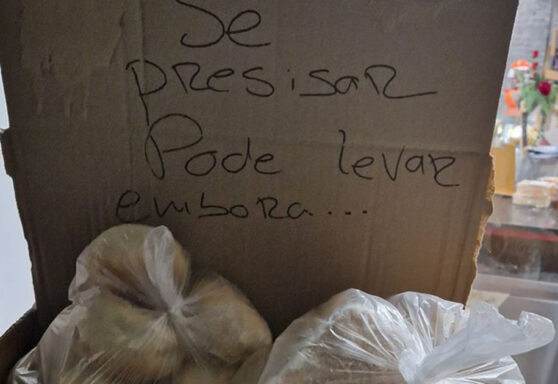 Se
presisar
Pode levar
embora...